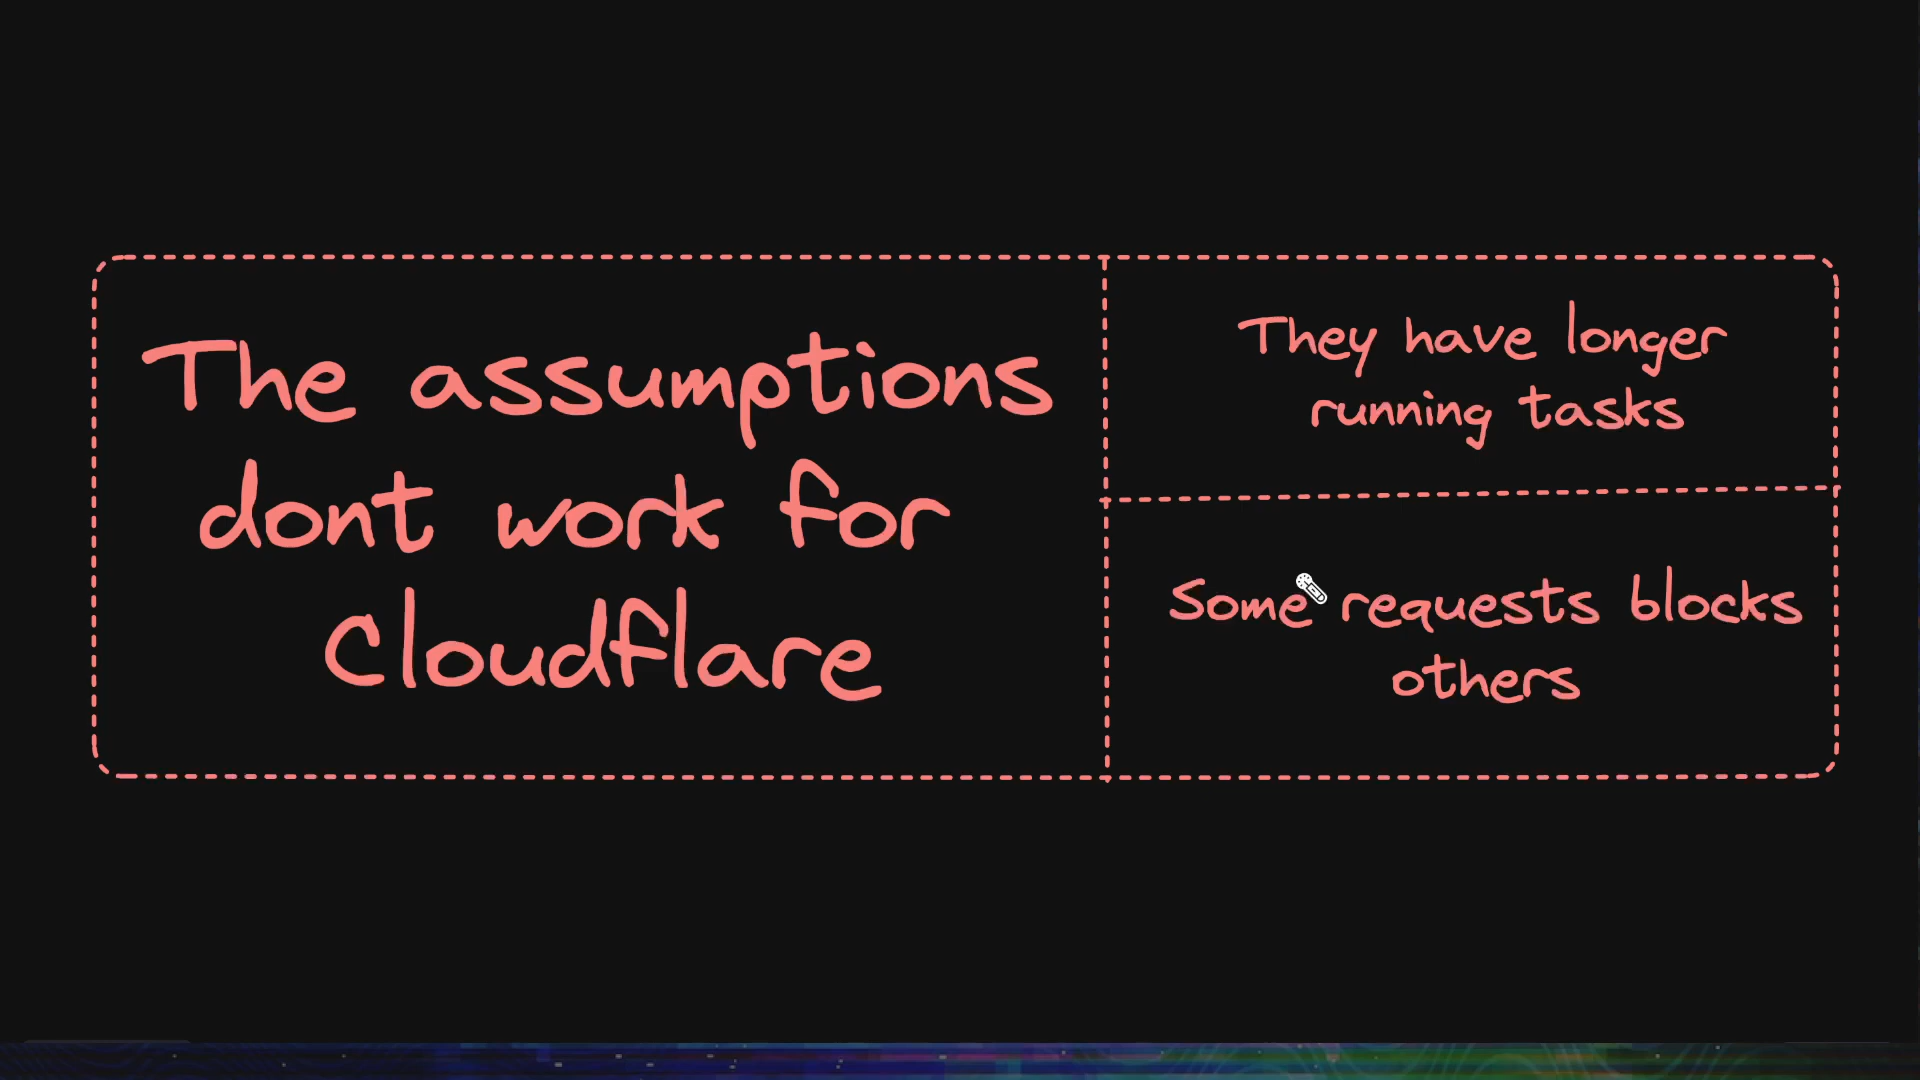 The assumptions
dont work for
Cloudflare
They have longer
running tasks
Some requests blocks
others